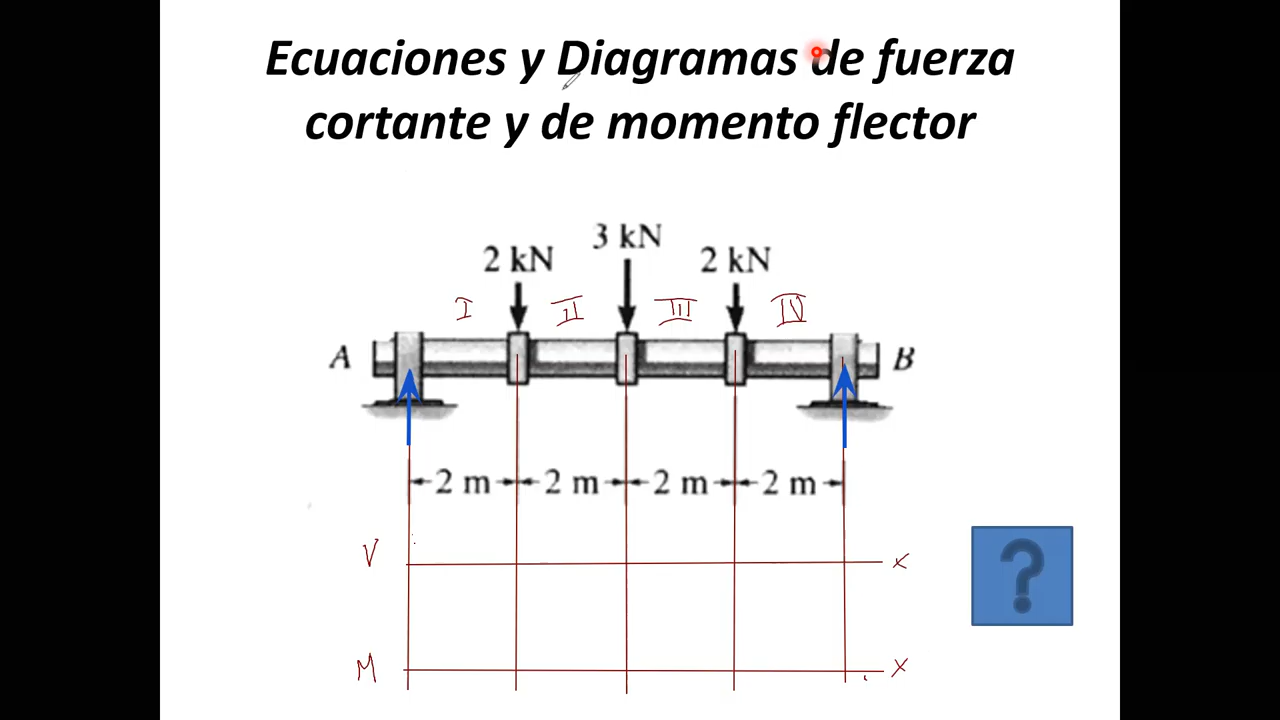 Ecuaciones y Diagramas de fuerza
cortante y de momento flector
3 kN
2 kN 2 kN
I II III IV
A B
2 m 2 m 2 m 2 m
V x
?
M x